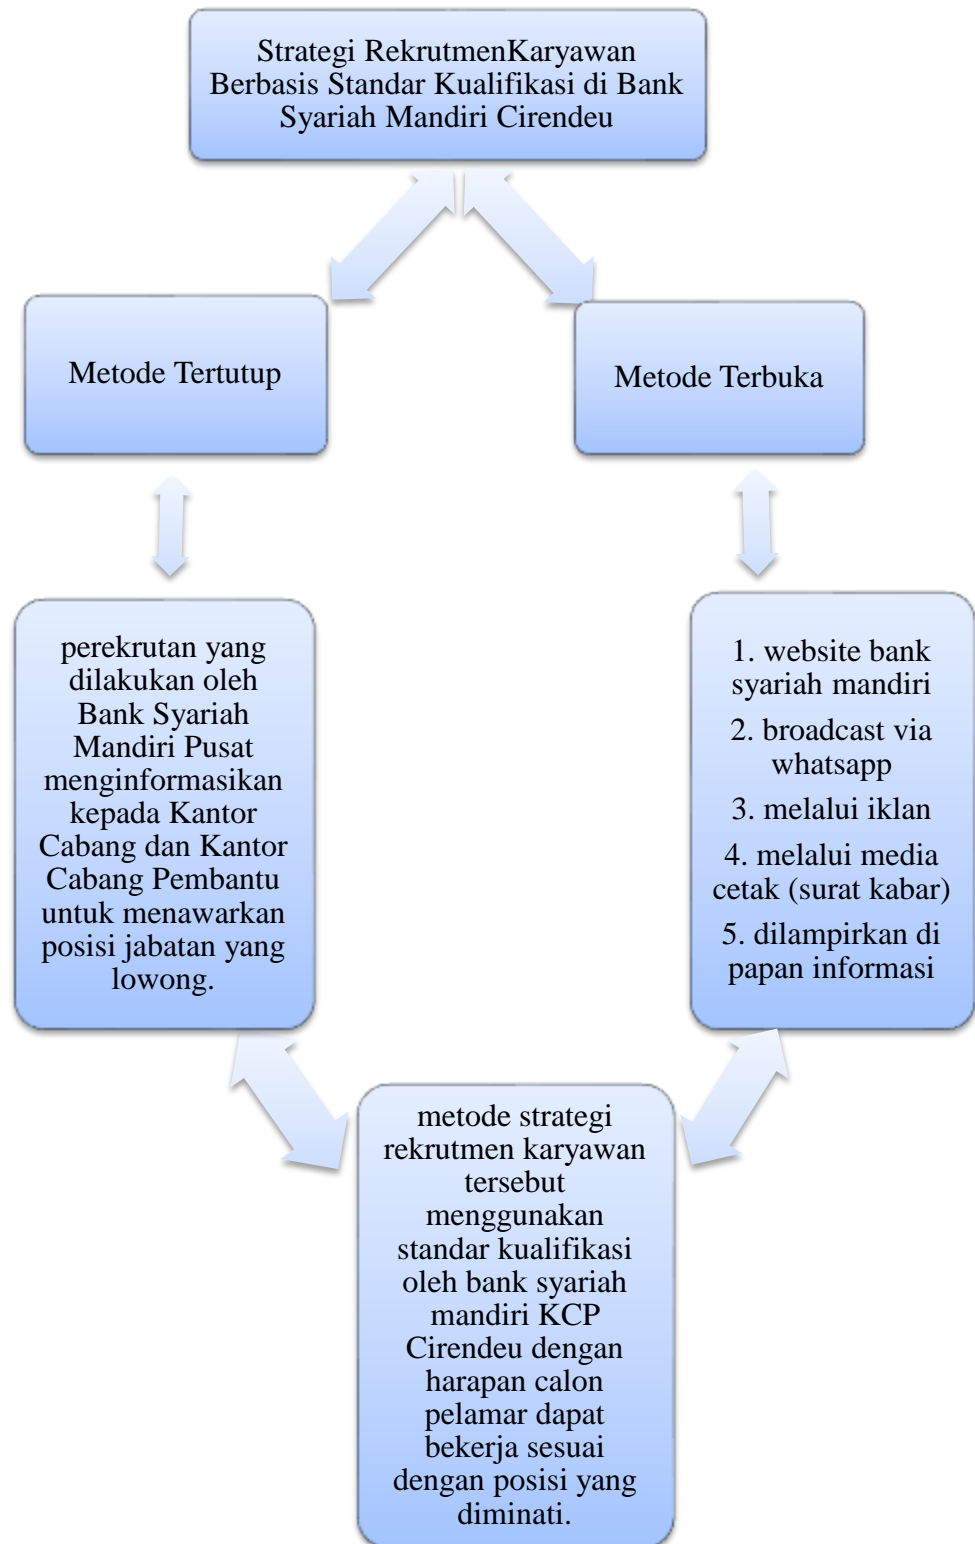 Strategi RekrutmenKaryawan
Berbasis Standar Kualifikasi di Bank
Syariah Mandiri Cirendeu
Metode Tertutup
Metode Terbuka
perekrutan yang
dilakukan oleh
Bank Syariah
Mandiri Pusat
menginformasikan
kepada Kantor
Cabang dan Kantor
Cabang Pembantu
untuk menawarkan
posisi jabatan yang
lowong.
1. website bank
syariah mandiri
2. broadcast via
whatsapp
3. melalui iklan
4. melalui media
cetak (surat kabar)
5. dilampirkan di
papan informasi
metode strategi
rekrutmen karyawan
tersebut
menggunakan
standar kualifikasi
oleh bank syariah
mandiri KCP
Cirendeu dengan
harapan calon
pelamar dapat
bekerja sesuai
dengan posisi yang
diminati.